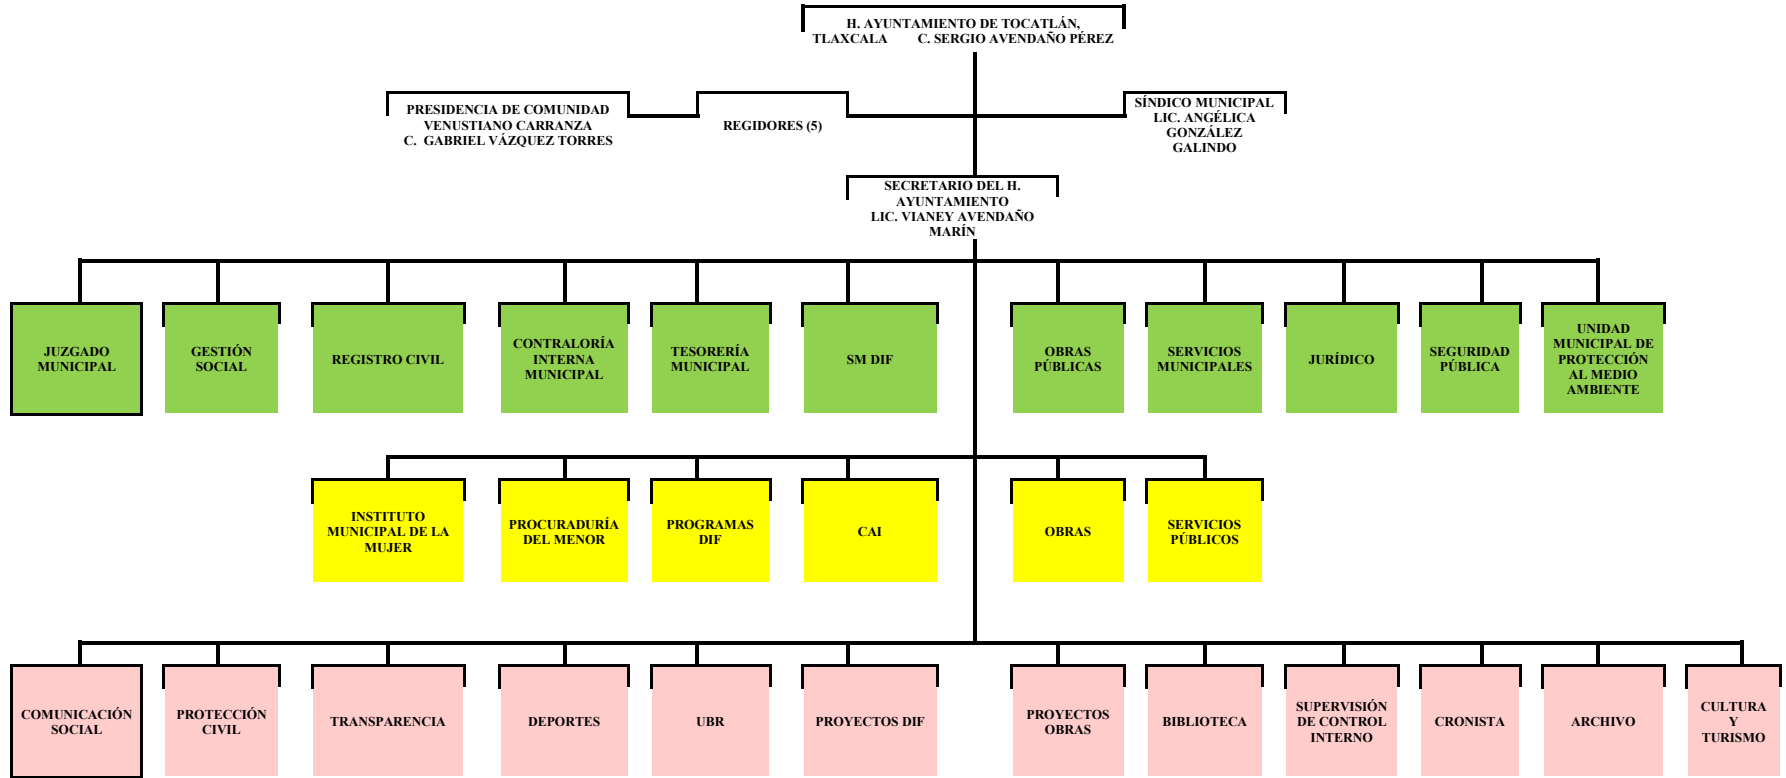 H. AYUNTAMIENTO DE TOCATLÁN,
TLAXCALA C. SERGIO AVENDAÑO PÉREZ
PRESIDENCIA DE COMUNIDAD
VENUSTIANO CARRANZA
C. GABRIEL VÁZQUEZ TORRES
REGIDORES (5)
SÍNDICO MUNICIPAL
LIC. ANGÉLICA
GONZÁLEZ
GALINDO
SECRETARIO DEL H.
AYUNTAMIENTO
LIC. VIANEY AVENDAÑO
MARÍN
JUZGADO
MUNICIPAL
GESTIÓN
SOCIAL
REGISTRO CIVIL
CONTRALORÍA
INTERNA
MUNICIPAL
TESORERÍA
MUNICIPAL
SM DIF
OBRAS
PÚBLICAS
SERVICIOS
MUNICIPALES
JURÍDICO
SEGURIDAD
PÚBLICA
UNIDAD
MUNICIPAL DE
PROTECCIÓN
AL MEDIO
AMBIENTE
INSTITUTO
MUNICIPAL DE LA
MUJER
PROCURADURÍA
DEL MENOR
PROGRAMAS
DIF
CAI
OBRAS
SERVICIOS
PÚBLICOS
COMUNICACIÓN
SOCIAL
PROTECCIÓN
CIVIL
TRANSPARENCIA
DEPORTES
UBR
PROYECTOS DIF
PROYECTOS
OBRAS
BIBLIOTECA
SUPERVISIÓN
DE CONTROL
INTERNO
CRONISTA
ARCHIVO
CULTURA
Y
TURISMO